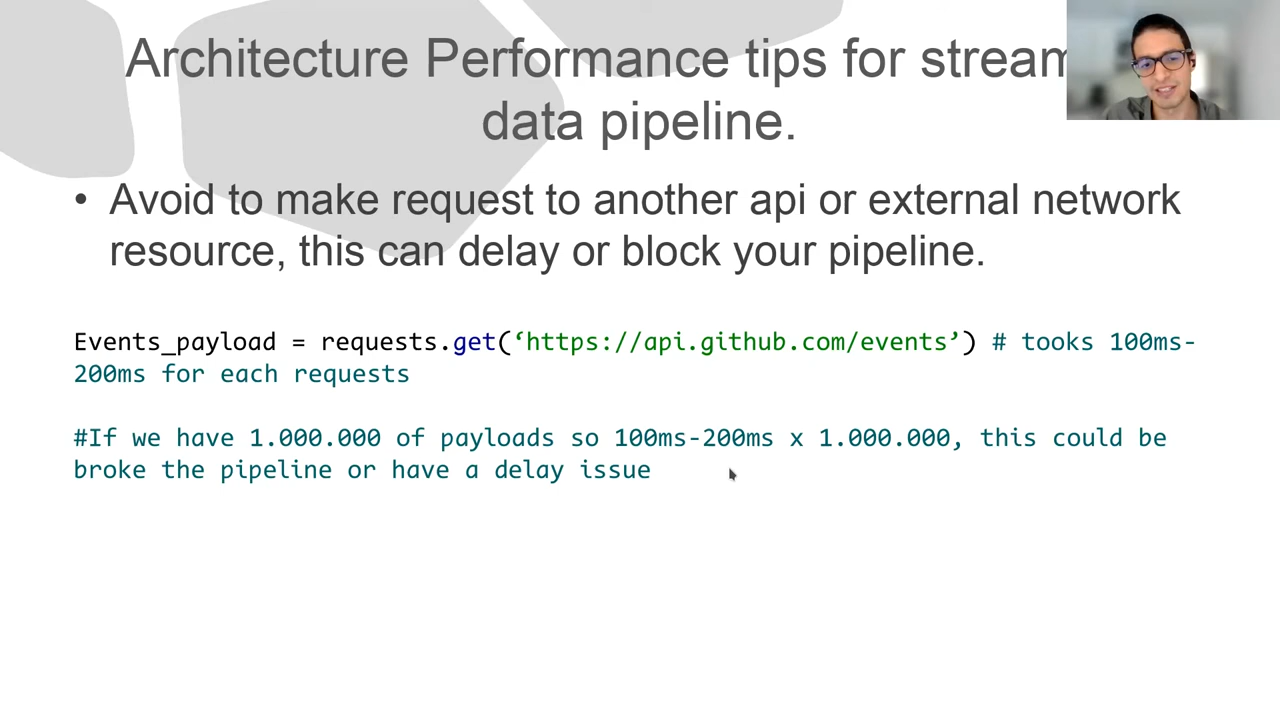 Architecture Performance tips for stream
data pipeline.
• Avoid to make request to another api or external network
resource, this can delay or block your pipeline.
Events_payload = requests.get(‘https://api.github.com/events’) # tooks 100ms-
200ms for each requests
#If we have 1.000.000 of payloads so 100ms-200ms x 1.000.000, this could be
broke the pipeline or have a delay issue